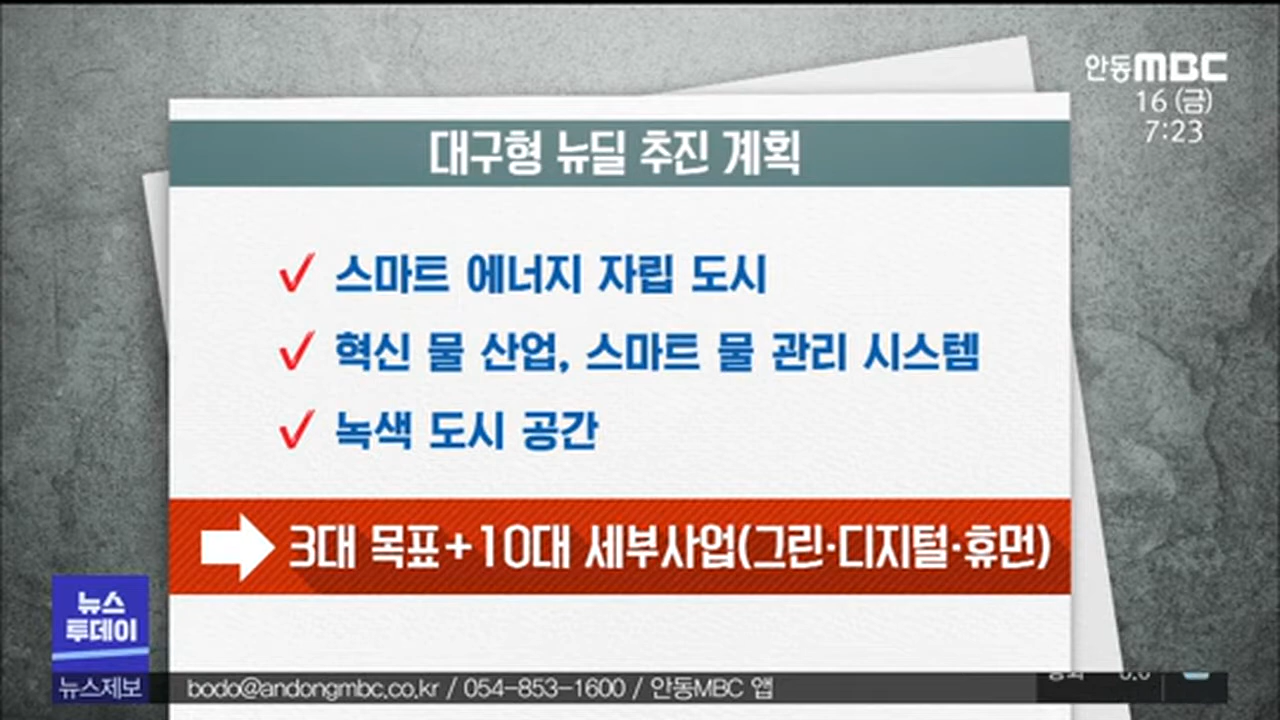 안동MBC
16 (금)
7:23
대구형 뉴딜 추진 계획
스마트 에너지 자립 도시
혁신 물 산업, 스마트 물 관리 시스템
녹색 도시 공간
3대 목표+10대 세부사업(그린·디지털·휴먼)
뉴스
투데이
뉴스제보 bodo@andongmbc.co.kr / 054-853-1600 / 안동MBC 앱